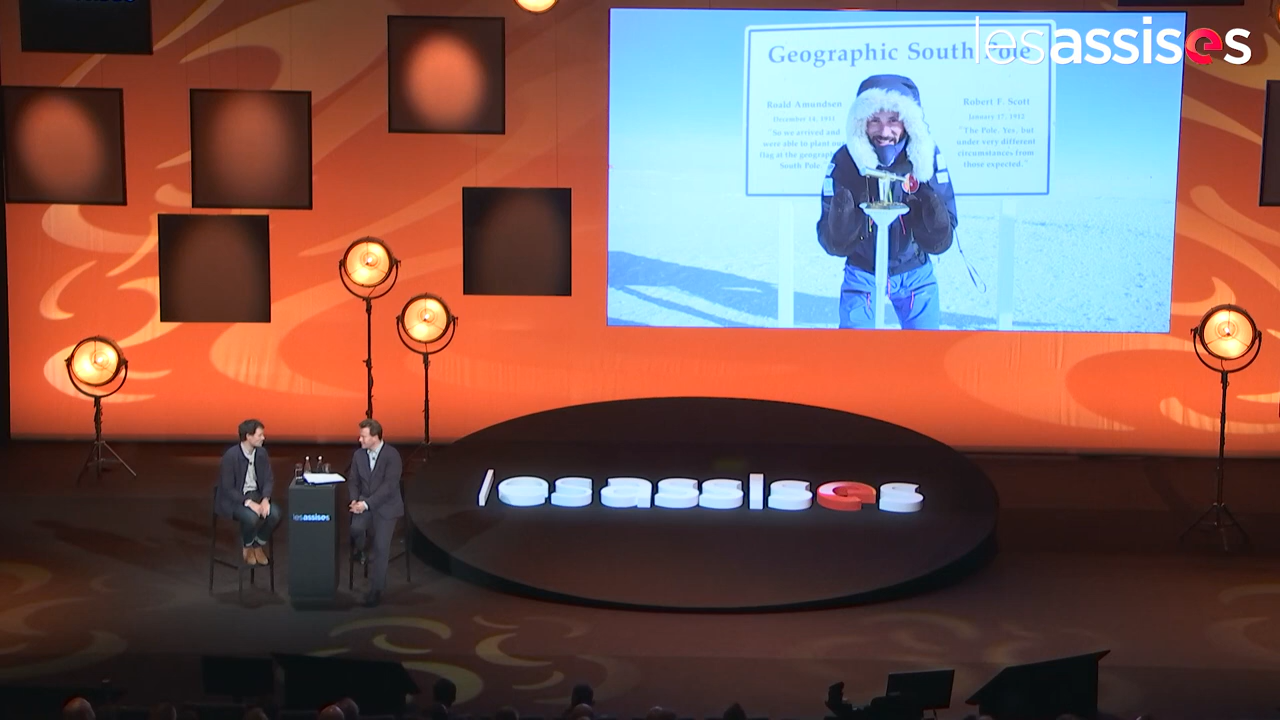 lesassises
Geographic South Pole
Roald Amundsen
December 14, 1911
"So we arrived and
were able to plant our
flag at the geographic
South Pole."
Robert F. Scott
January 17, 1912
"The Pole. Yes, but
under very different
circumstances from
those expected."
lesassises
lesassises